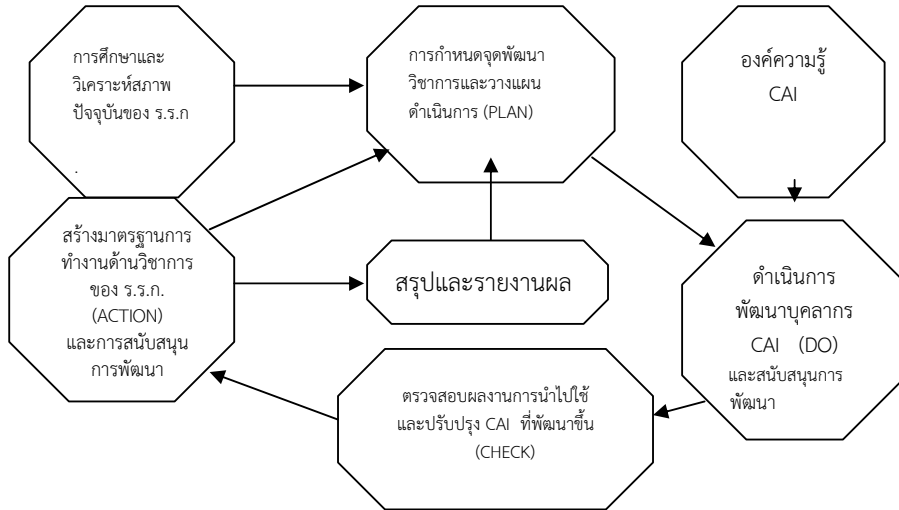 การศึกษาและ
วิเคราะห์สภาพ
ปัจจุบันของ ร.ร.ก
.
การกำหนดจุดพัฒนา
วิชาการและวางแผน
ดำเนินการ (PLAN)
องค์ความรู้
CAI
สร้างมาตรฐานการ
ทำงานด้านวิชาการ
ของ ร.ร.ก.
(ACTION)
และการสนับสนุน
การพัฒนา
สรุปและรายงานผล
ดำเนินการ
พัฒนาบุคลากร
CAI (DO)
และสนับสนุนการ
พัฒนา
ตรวจสอบผลงานการนำไปใช้
และปรับปรุง CAI ที่พัฒนาขึ้น
(CHECK)